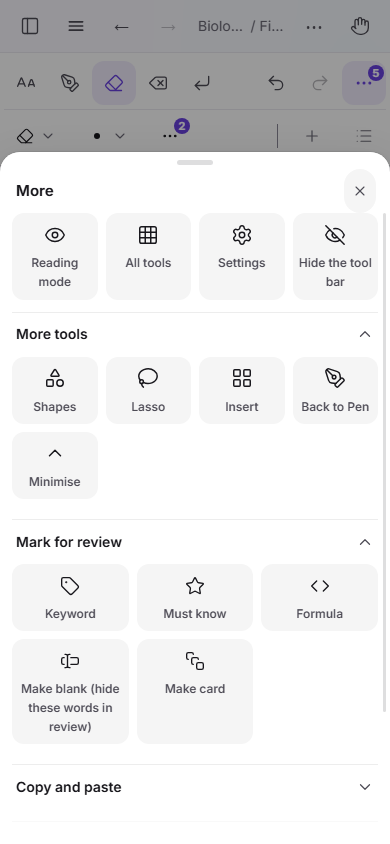 Biolo... / Fi...
AA
5
2
More
Reading
mode
All tools
Settings
Hide the tool
bar
More tools
Shapes
Lasso
Insert
Back to Pen
Minimise
Mark for review
Keyword
Must know
Formula
Make blank (hide
these words in
review)
Make card
Copy and paste